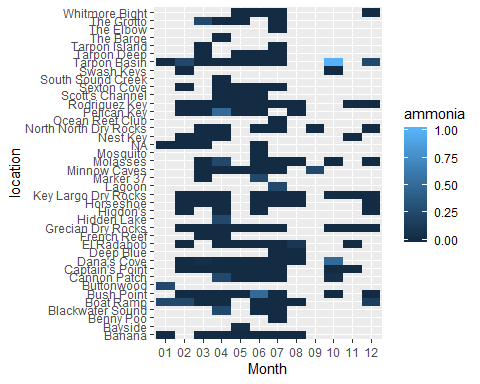 Whitmore Bight
The Grotto
The Elbow
The Barge
Tarpon Island
Tarpon Deep
Tarpon Basin
Swash Keys
South Sound Creek
Sexton Cove
Scott's Channel
Rodriguez Key
Pelican Key
Ocean Reef Club
North North Dry Rocks
Nest Key
NA
Mosquito
Molasses
Minnow Caves
Marker 37
Lagoon
Key Largo Dry Rocks
Horseshoe
Higdon's
Hidden Lake
Grecian Dry Rocks
French Reef
El Radabob
Deep Blue
Dana's Cove
Captain's Point
Cannon Patch
Buttonwood
Bush Point
Boat Ramp
Blackwater Sound
Benny Poo
Bayside
Banana
location
01 02 03 04 05 06 07 08 09 10 11 12
Month
ammonia
1.00
0.75
0.50
0.25
0.00